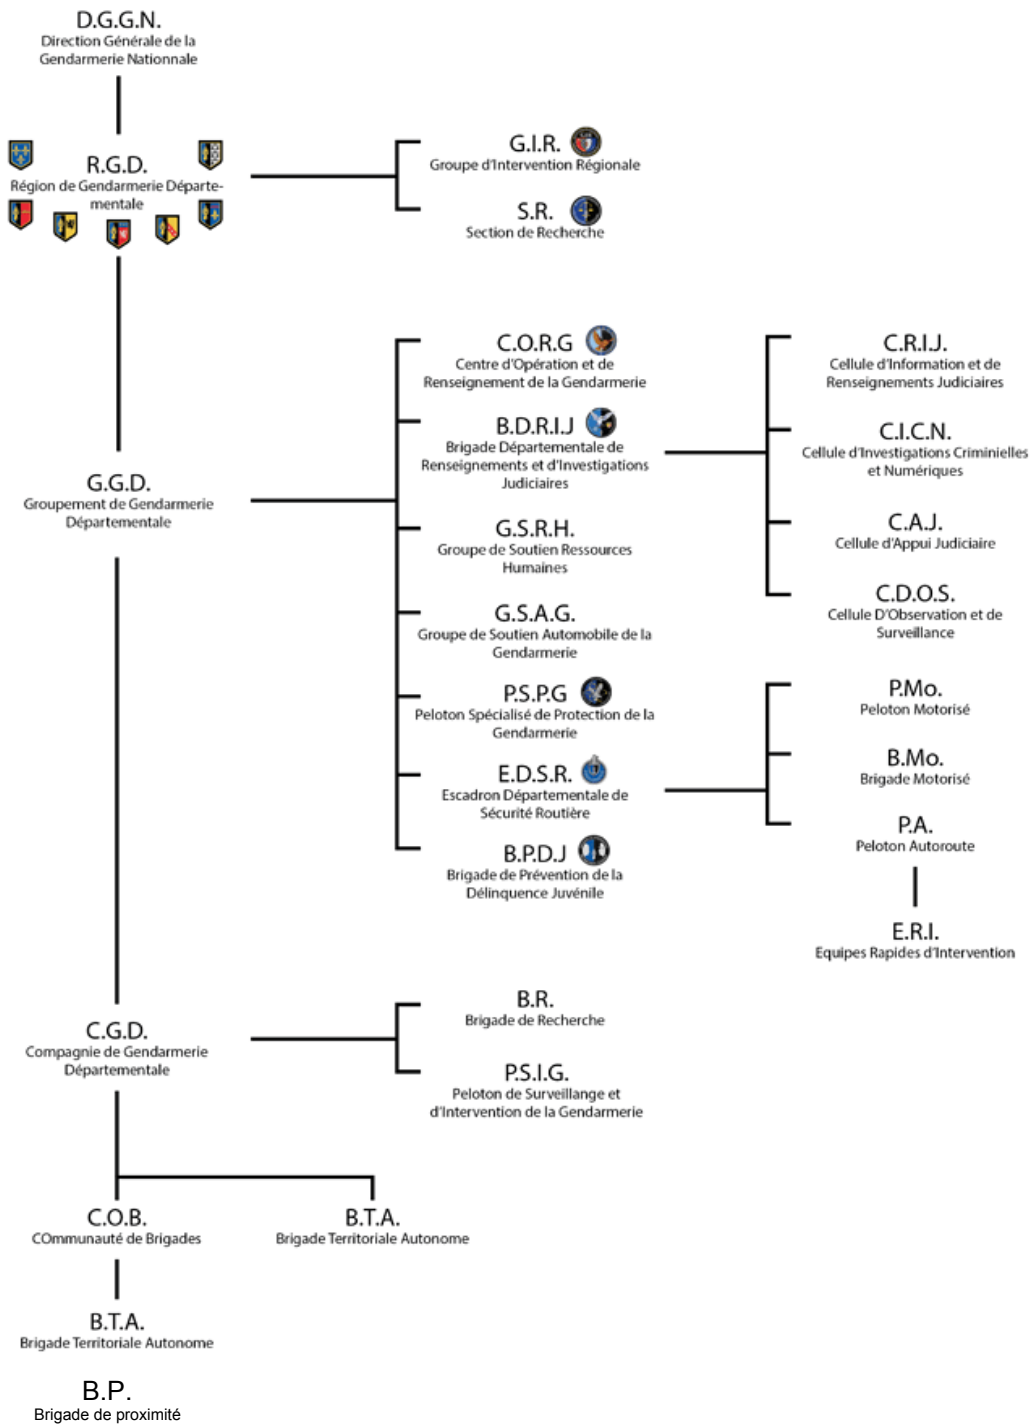 D.G.G.N.
Direction Générale de la
Gendarmerie Nationnale
R.G.D.
Région de Gendarmerie Départe-
mentale
G.I.R.
Groupe d'Intervention Régionale
S.R.
Section de Recherche
G.G.D.
Groupement de Gendarmerie
Départementale
C.O.R.G
Centre d'Opération et de
Renseignement de la Gendarmerie
B.D.R.I.J
Brigade Départementale de
Renseignements et d'Investigations
Judiciaires
G.S.R.H.
Groupe de Soutien Ressources
Humaines
G.S.A.G.
Groupe de Soutien Automobile de la
Gendarmerie
P.S.P.G
Peloton Spécialisé de Protection de la
Gendarmerie
E.D.S.R.
Escadron Départementale de
Sécurité Routière
B.P.D.J
Brigade de Prévention de la
Délinquence Juvénile
C.R.I.J.
Cellule d'Information et de
Renseignements Judiciaires
C.I.C.N.
Cellule d'Investigations Criminielles
et Numériques
C.A.J.
Cellule d'Appui Judiciaire
C.D.O.S.
Cellule D'Observation et de
Surveillance
P.Mo.
Peloton Motorisé
B.Mo.
Brigade Motorisé
P.A.
Peloton Autoroute
E.R.I.
Equipes Rapides d'Intervention
C.G.D.
Compagnie de Gendarmerie
Départementale
B.R.
Brigade de Recherche
P.S.I.G.
Peloton de Surveillange et
d'Intervention de la Gendarmerie
C.O.B.
COmmunauté de Brigades
B.T.A.
Brigade Territoriale Autonome
B.T.A.
Brigade Territoriale Autonome
B.P.
Brigade de proximité